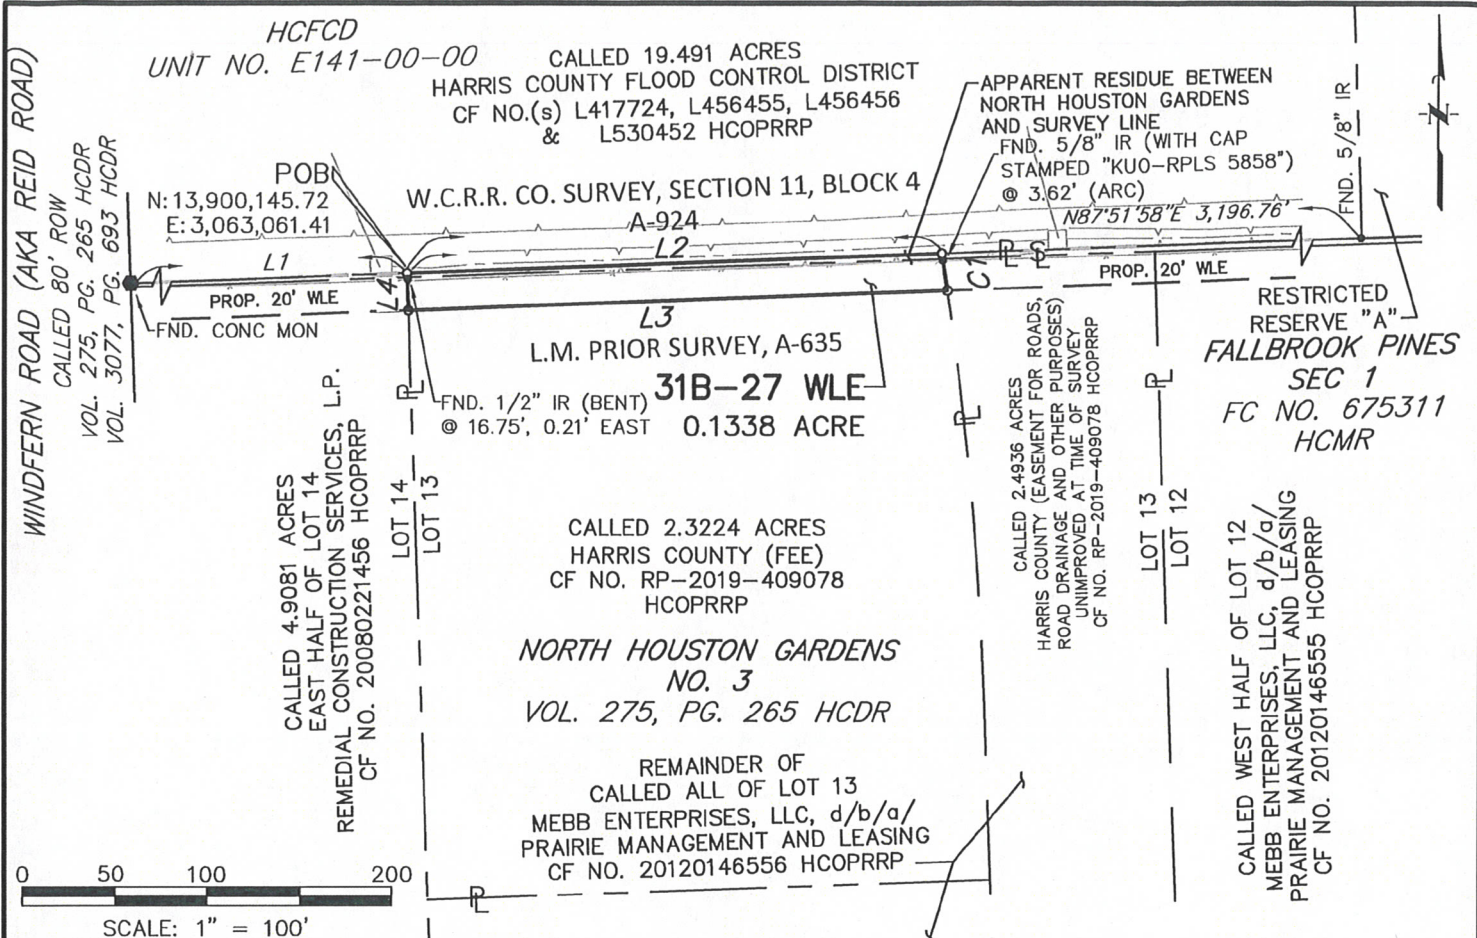 HCFCD
UNIT NO. E141-00-00
CALLED 19.491 ACRES
HARRIS COUNTY FLOOD CONTROL DISTRICT
CF NO.(s) L417724, L456455, L456456
& L530452 HCOPRRP
APPARENT RESIDUE BETWEEN
NORTH HOUSTON GARDENS
AND SURVEY LINE
FND. 5/8" IR (WITH CAP
STAMPED "KUO-RPLS 5858")
@ 3.62' (ARC)
FND. 5/8" IR
N
WINDFERN ROAD (AKA REID ROAD)
CALLED 80' ROW
VOL. 275, PG. 265 HCDR
VOL. 3077, PG. 693 HCDR
POB
N:13,900,145.72
E:3,063,061.41
W.C.R.R. CO. SURVEY, SECTION 11, BLOCK 4
A-924
N87°51'58"E 3,196.76'
L1
L2
L3
L4
C1
PL
SL
PROP. 20' WLE
PROP. 20' WLE
FND. CONC MON
L.M. PRIOR SURVEY, A-635
31B-27 WLE
0.1338 ACRE
FND. 1/2" IR (BENT)
@ 16.75', 0.21' EAST
PL
PL
PL
RESTRICTED
RESERVE "A"
FALLBROOK PINES
SEC 1
FC NO. 675311
HCMR
CALLED 4.9081 ACRES
EAST HALF OF LOT 14
REMEDIAL CONSTRUCTION SERVICES, L.P.
CF NO. 20080221456 HCOPRRP
LOT 14
LOT 13
CALLED 2.3224 ACRES
HARRIS COUNTY (FEE)
CF NO. RP-2019-409078
HCOPRRP
NORTH HOUSTON GARDENS
NO. 3
VOL. 275, PG. 265 HCDR
REMAINDER OF
CALLED ALL OF LOT 13
MEBB ENTERPRISES, LLC, d/b/a/
PRAIRIE MANAGEMENT AND LEASING
CF NO. 20120146556 HCOPRRP
PL
CALLED 2.4936 ACRES
HARRIS COUNTY (EASEMENT FOR ROADS,
ROAD DRAINAGE AND OTHER PURPOSES)
UNIMPROVED AT TIME OF SURVEY
CF NO. RP-2019-409078 HCOPRRP
LOT 13
LOT 12
CALLED WEST HALF OF LOT 12
MEBB ENTERPRISES, LLC, d/b/a/
PRAIRIE MANAGEMENT AND LEASING
CF NO. 20120146555 HCOPRRP
0 50 100 200
SCALE: 1" = 100'